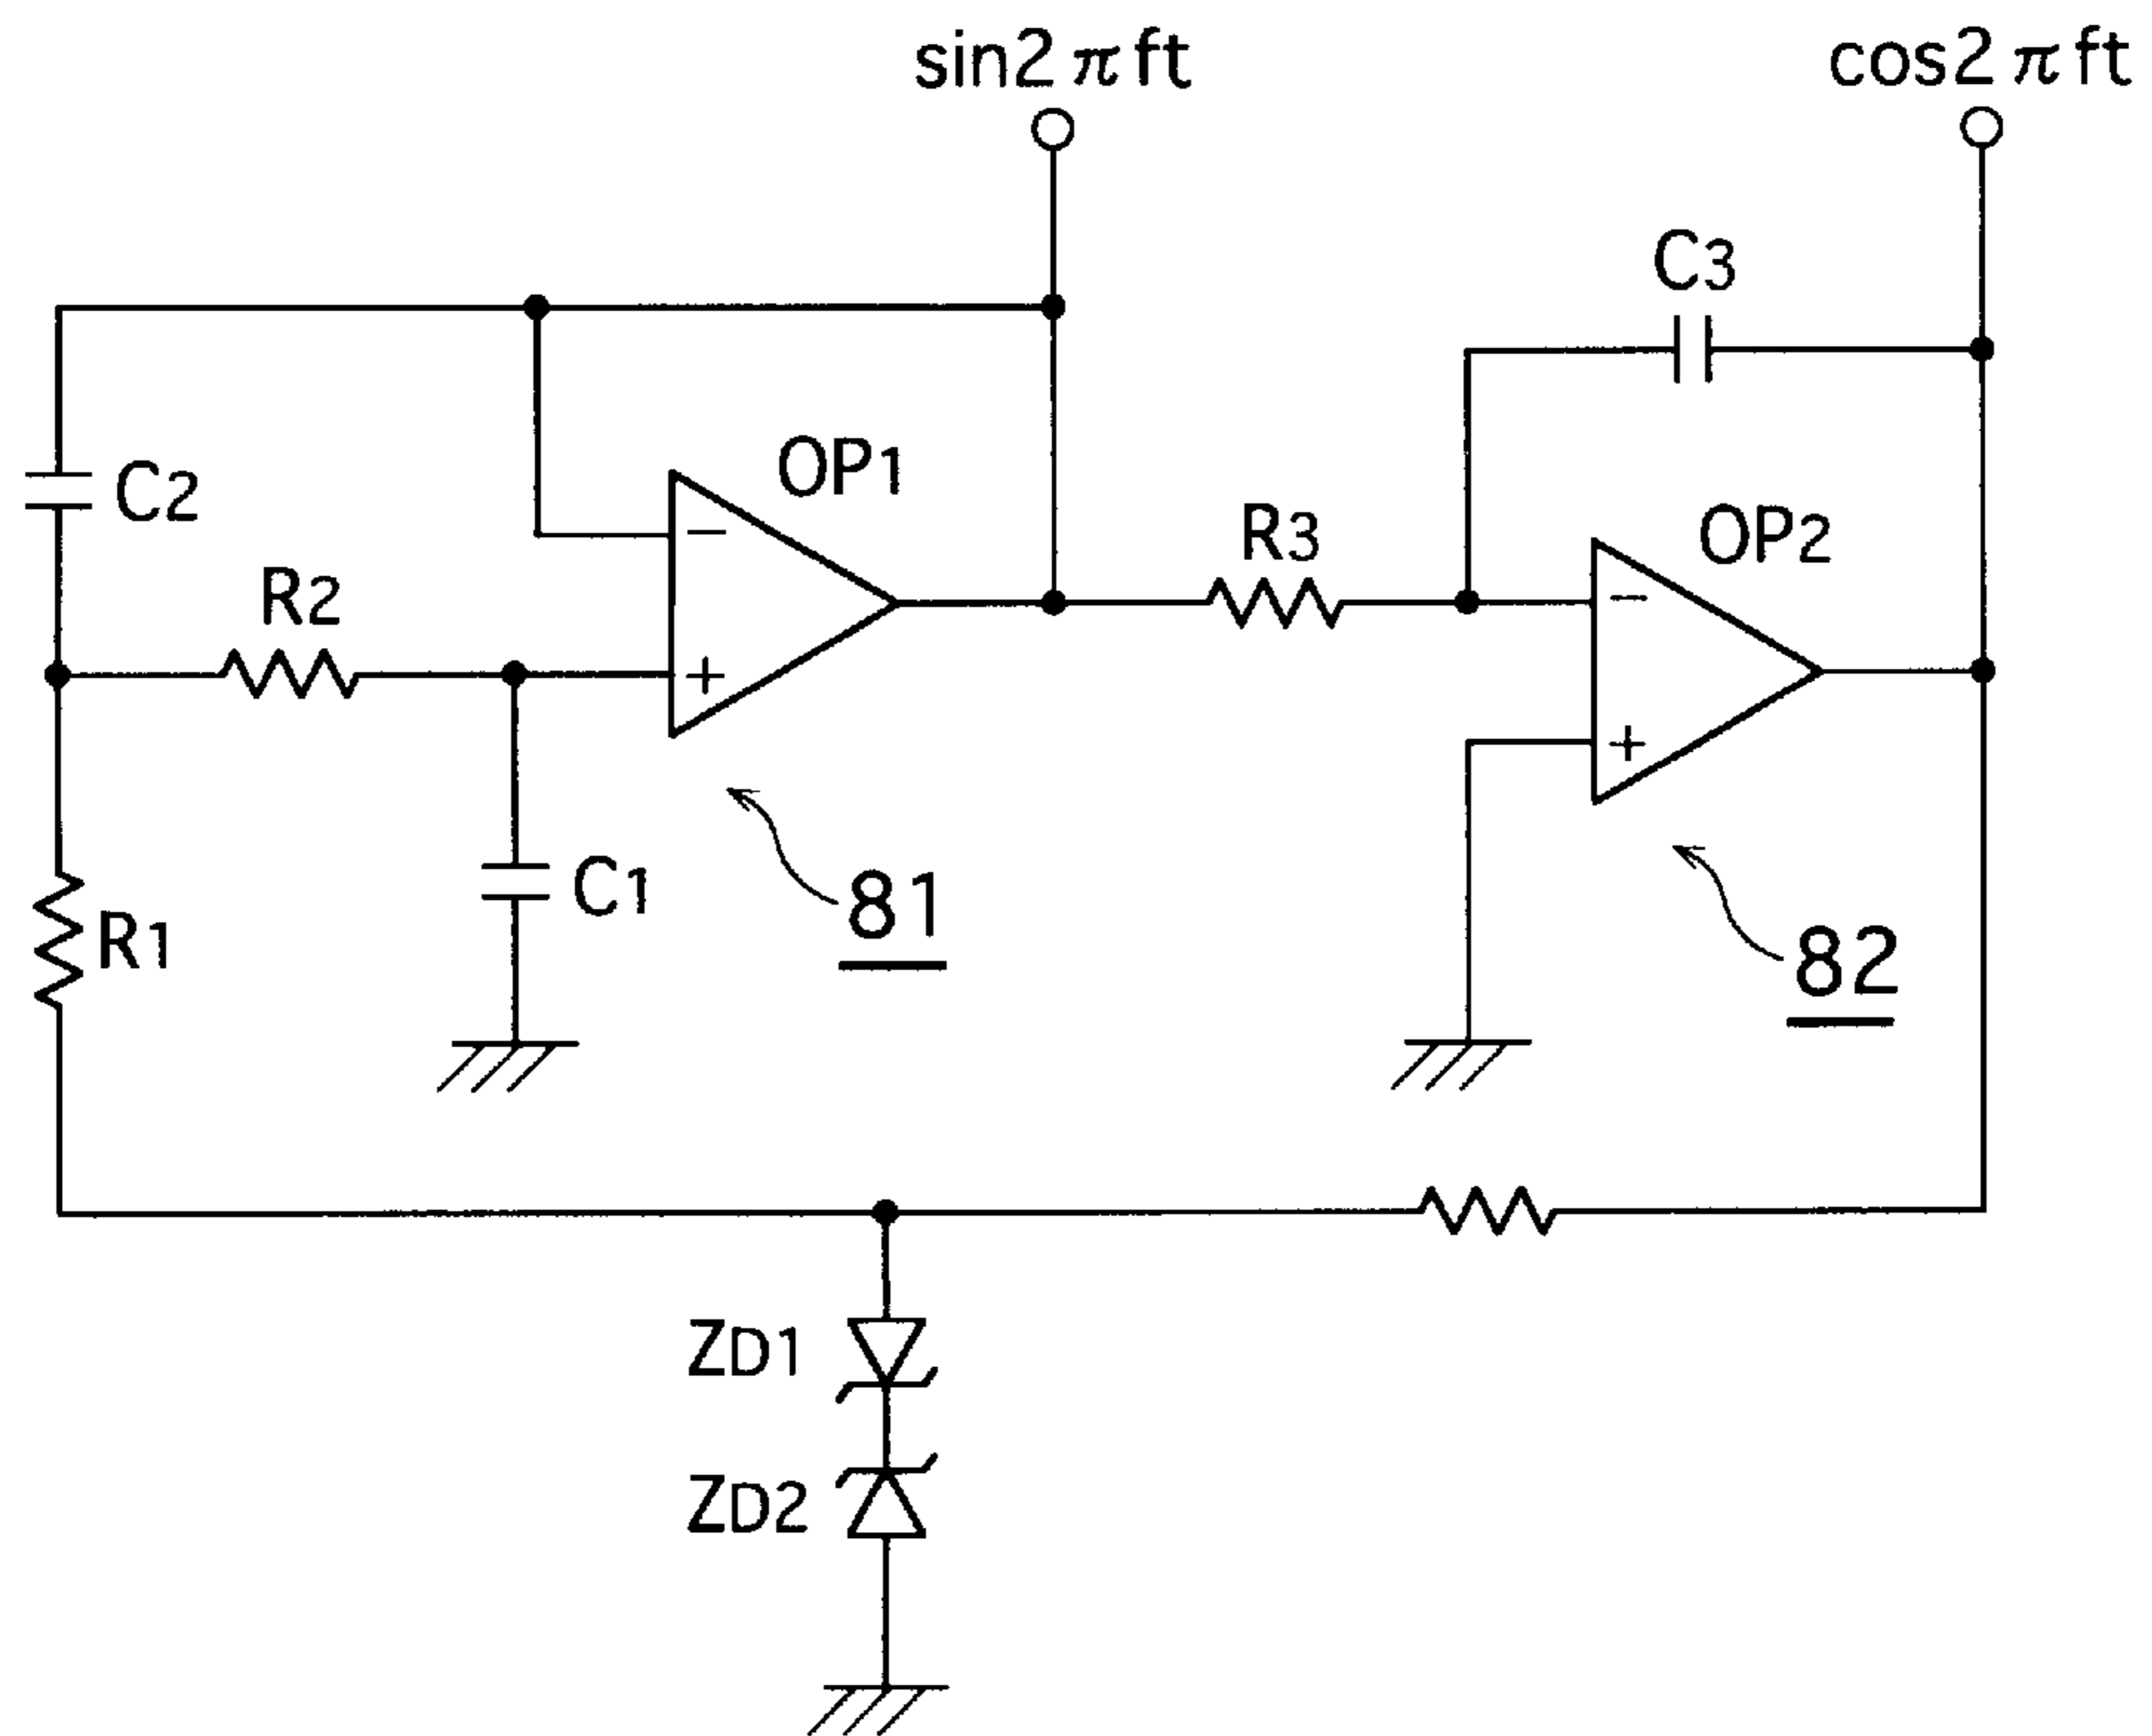 sin2πft
cos2πft
C3
C2
OP1
R3
OP2
R2
−
−
+
+
C1
81
R1
82
ZD1
ZD2